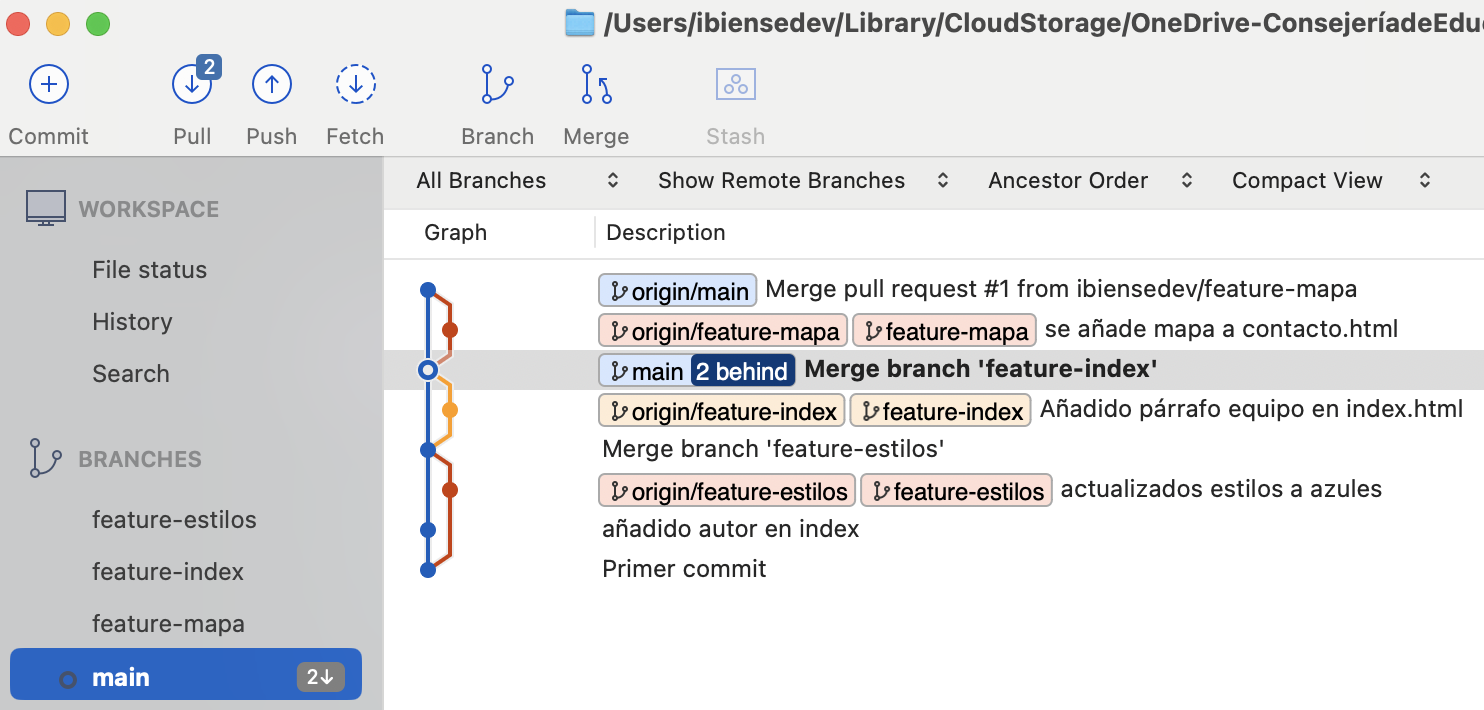 /Users/ibiensedev/Library/CloudStorage/OneDrive-ConsejeríadeEdu
2
Commit Pull Push Fetch Branch Merge Stash
All Branches Show Remote Branches Ancestor Order Compact View
WORKSPACE
File status
History
Search
BRANCHES
feature-estilos
feature-index
feature-mapa
main 2↓
Graph Description
origin/main Merge pull request #1 from ibiensedev/feature-mapa
origin/feature-mapa feature-mapa se añade mapa a contacto.html
main 2 behind Merge branch 'feature-index'
origin/feature-index feature-index Añadido párrafo equipo en index.html
Merge branch 'feature-estilos'
origin/feature-estilos feature-estilos actualizados estilos a azules
añadido autor en index
Primer commit